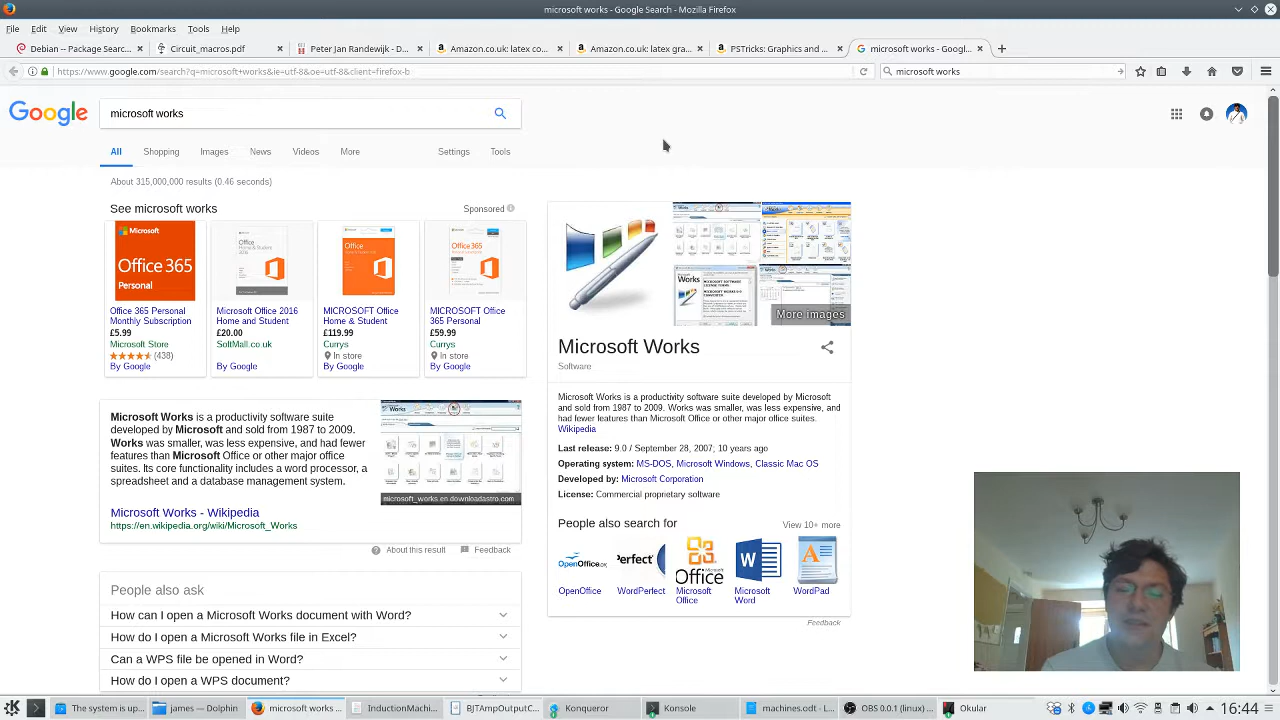 microsoft works - Google Search - Mozilla Firefox
File Edit View History Bookmarks Tools Help
Debian -- Package Searc...
Circuit_macros.pdf
Peter Jan Randewijk - D...
Amazon.co.uk: latex co...
Amazon.co.uk: latex gra...
PSTricks: Graphics and ...
microsoft works - Googl...
https://www.google.com/search?q=microsoft+works&ie=utf-8&oe=utf-8&client=firefox-b
microsoft works
Google
microsoft works
All Shopping Images News Videos More Settings Tools
About 315,000,000 results (0.46 seconds)
See microsoft works
Sponsored
Microsoft
Office 365
Office
Office 365
Office 365 Personal
Monthly Subscription
£5.99
Microsoft Store
(438)
By Google
Microsoft Office
Home and Student
£20.00
SoftMall.co.uk
By Google
MICROSOFT Office
Home & Student
£119.99
Currys
In store
By Google
MICROSOFT Office
365 Personal
£59.99
Currys
In store
By Google
Microsoft Works is a productivity software suite
developed by Microsoft and sold from 1987 to 2009.
Works was smaller, was less expensive, and had fewer
features than Microsoft Office or other major office
suites. Its core functionality includes a word processor, a
spreadsheet and a database management system.
microsoft_works.en.downloadastro.com
Microsoft Works - Wikipedia
https://en.wikipedia.org/wiki/Microsoft_Works
About this result Feedback
People also ask
How can I open a Microsoft Works document with Word?
How do I open a Microsoft Works file in Excel?
Can a WPS file be opened in Word?
How do I open a WPS document?
Works
More images
Microsoft Works
Software
Microsoft Works is a productivity software suite developed by Microsoft
and sold from 1987 to 2009. Works was smaller, was less expensive, and
had fewer features than Microsoft Office or other major office suites.
Wikipedia
Last release: 9.0 / September 28, 2007; 10 years ago
Operating system: MS-DOS, Microsoft Windows, Classic Mac OS
Developed by: Microsoft Corporation
License: Commercial proprietary software
People also search for
View 10+ more
OpenOffice
WordPerfect
Microsoft
Office
Microsoft
Word
WordPad
Feedback
The system is up...
james — Dolphin
microsoft works ...
InductionMachin...
BJTAmpOutputC...
Konqueror
Konsole
machines.odt - L...
OBS 0.0.1 (linux) ...
Okular
16:44